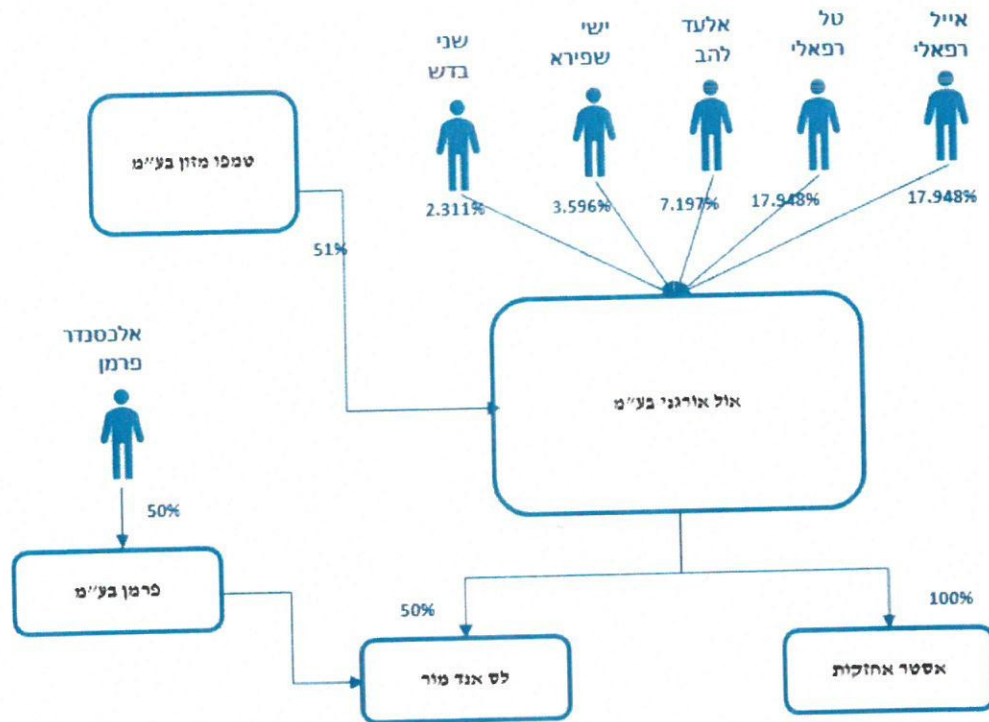 אייל
רפאלי
טל
רפאלי
אלעד
להב
ישי
שפירא
שני
בדש
טמפו מזון בע״מ
17.948%
17.948%
7.197%
3.596%
2.311%
51%
אלכסנדר
פרמן
אול אורגני בע״מ
50%
פרמן בע״מ
50%
100%
לס אנד מור
אסטר אחזקות